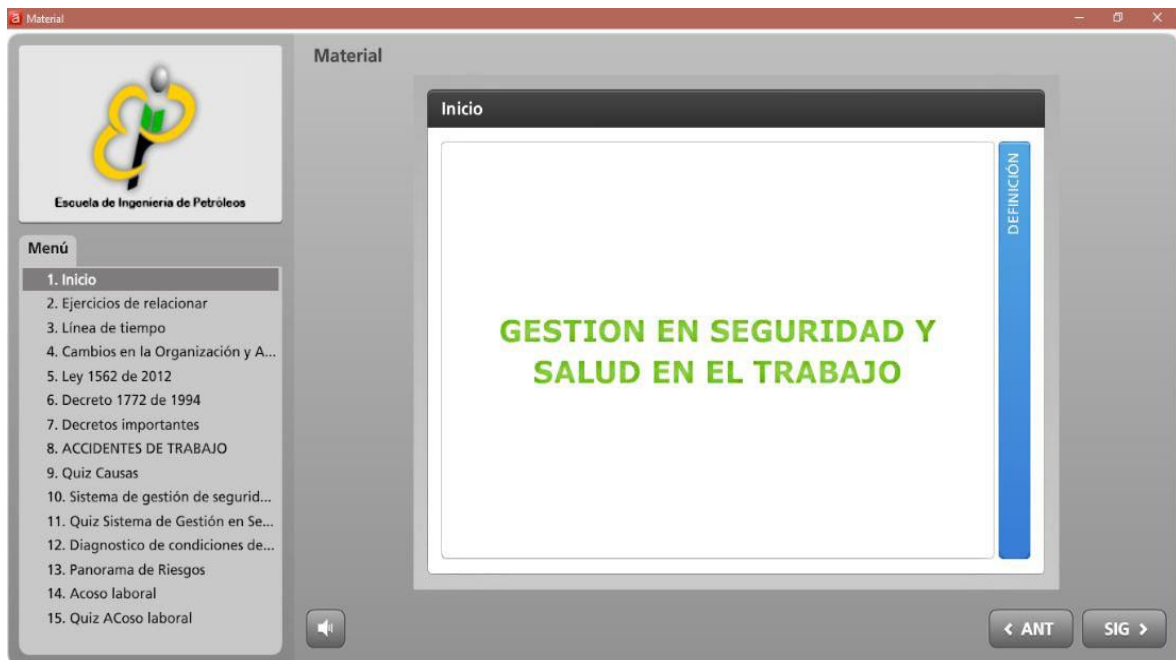 Material
Escuela de Ingeniería de Petróleos
Menú
1. Inicio
2. Ejercicios de relacionar
3. Línea de tiempo
4. Cambios en la Organización y A...
5. Ley 1562 de 2012
6. Decreto 1772 de 1994
7. Decretos importantes
8. ACCIDENTES DE TRABAJO
9. Quiz Causas
10. Sistema de gestión de segurid...
11. Quiz Sistema de Gestión en Se...
12. Diagnostico de condiciones de...
13. Panorama de Riesgos
14. Acoso laboral
15. Quiz ACoso laboral
Material
Inicio
GESTION EN SEGURIDAD Y
SALUD EN EL TRABAJO
DEFINICIÓN
< ANT
SIG >